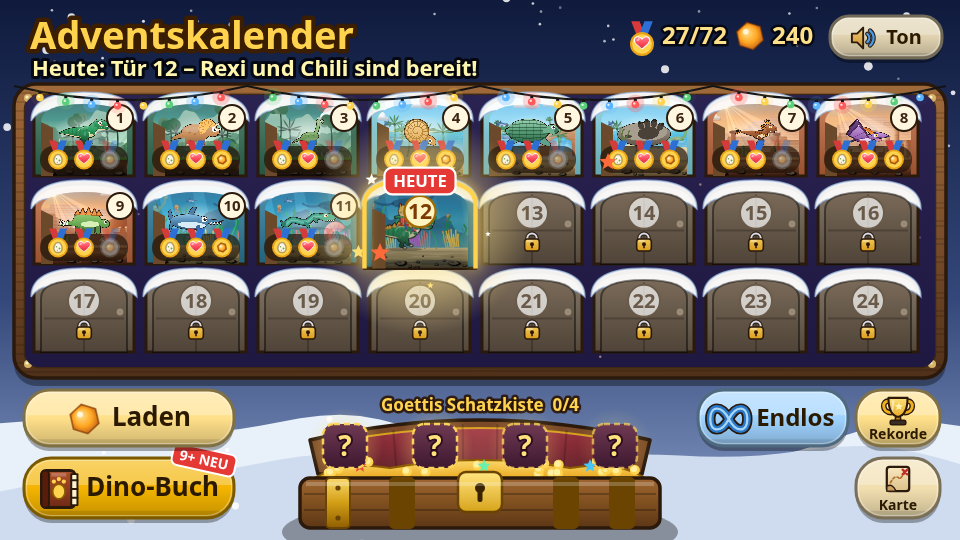 Adventskalender
27/72
240
Ton
Heute: Tür 12 – Rexi und Chili sind bereit!
1
2
3
4
5
6
7
8
HEUTE
9
10
11
12
13
14
15
16
17
18
19
20
21
22
23
24
Laden
Goettis Schatzkiste 0/4
Endlos
Rekorde
? ? ? ?
9+ NEU
Dino-Buch
Karte